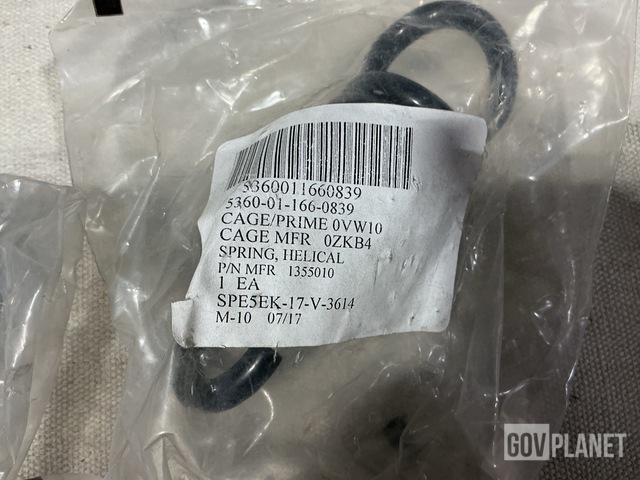 5360011660839
5360-01-166-0839
CAGE/PRIME 0VW10
CAGE MFR 0ZKB4
SPRING, HELICAL
P/N MFR 1355010
1 EA
SPE5EK-17-V-3614
M-10 07/17
GOVPLANET